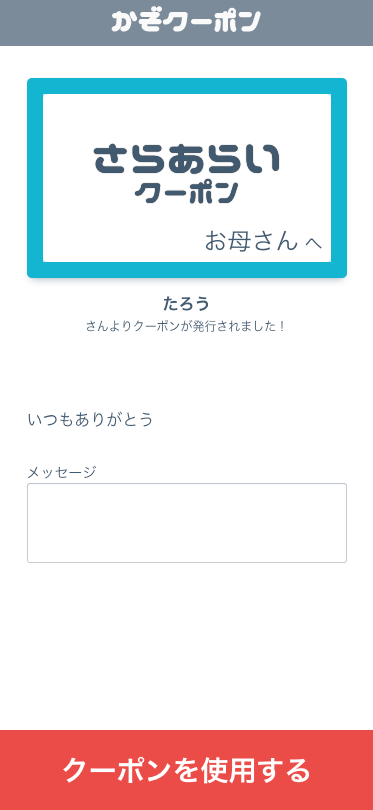 かぞクーポン
さらあらい
クーポン
お母さん へ
たろう
さんよりクーポンが発行されました！
いつもありがとう
メッセージ
クーポンを使用する